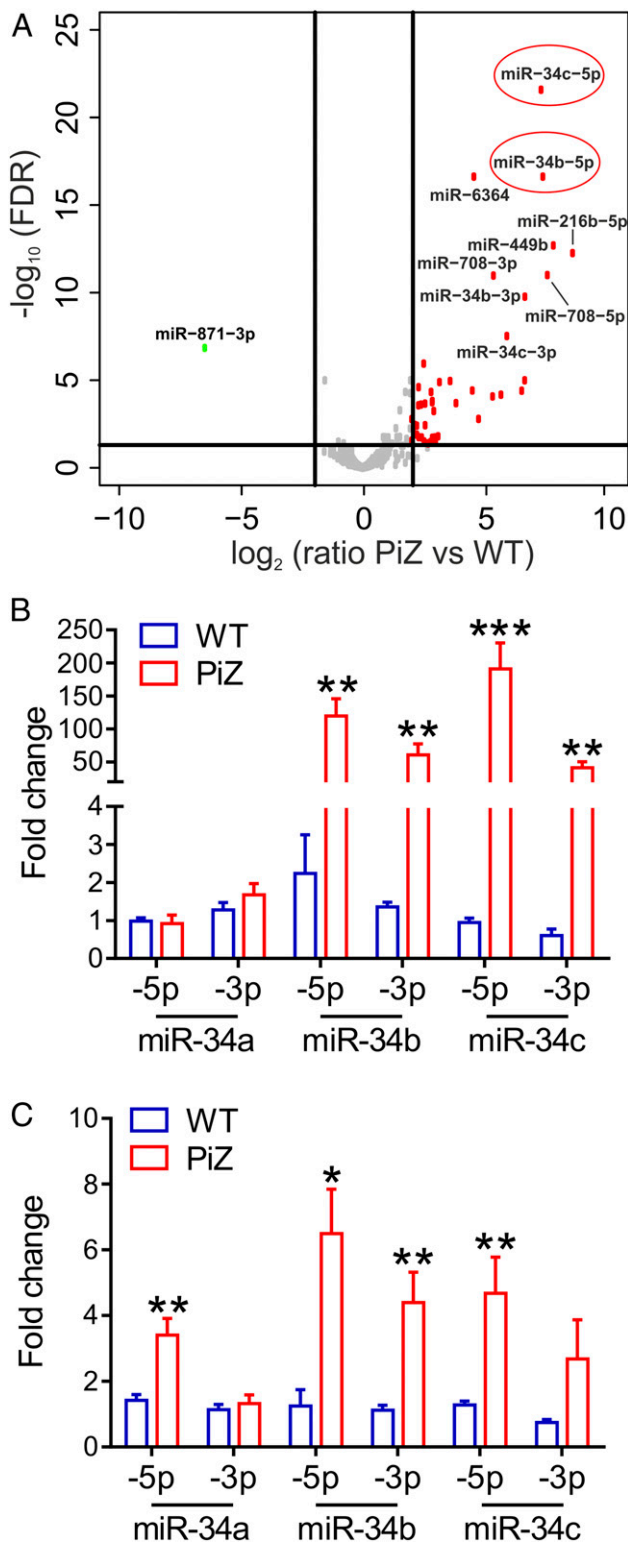 A
25
20
15
10
5
0
-log10 (FDR)
miR−34c−5p
miR−34b−5p
miR−6364
miR−216b−5p
miR−449b
miR−708−3p
miR−34b−3p
miR−708−5p
miR−34c−3p
miR−871−3p
−10 −5 0 5 10
log2 (ratio PiZ vs WT)
B
250
200
150
100
50
4
3
2
1
0
Fold change
WT
PiZ
** ** *** **
-5p -3p -5p -3p -5p -3p
miR-34a miR-34b miR-34c
C
10
8
6
4
2
0
Fold change
WT
PiZ
** * ** **
-5p -3p -5p -3p -5p -3p
miR-34a miR-34b miR-34c